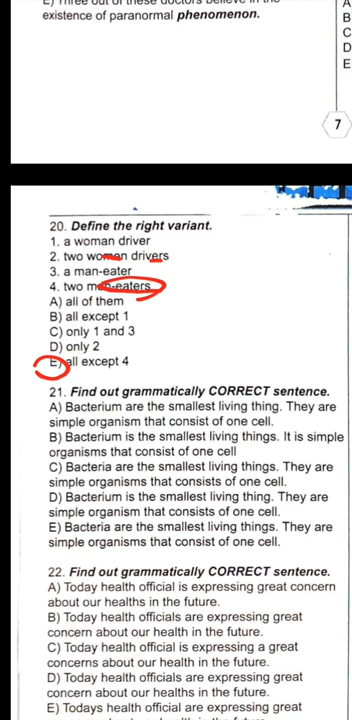 existence of paranormal phenomenon.
A
B
C
D
E
7
20. Define the right variant.
1. a woman driver
2. two women drivers
3. a man-eater
4. two men-eaters
A) all of them
B) all except 1
C) only 1 and 3
D) only 2
E) all except 4
21. Find out grammatically CORRECT sentence.
A) Bacterium are the smallest living thing. They are
simple organism that consist of one cell.
B) Bacterium is the smallest living things. It is simple
organisms that consist of one cell
C) Bacteria are the smallest living things. They are
simple organisms that consists of one cell.
D) Bacterium is the smallest living thing. They are
simple organism that consists of one cell.
E) Bacteria are the smallest living things. They are
simple organisms that consist of one cell.
22. Find out grammatically CORRECT sentence.
A) Today health official is expressing great concern
about our healths in the future.
B) Today health officials are expressing great
concern about our health in the future.
C) Today health official is expressing a great
concerns about our health in the future.
D) Today health officials are expressing great
concern about our healths in the future.
E) Todays health official are expressing great